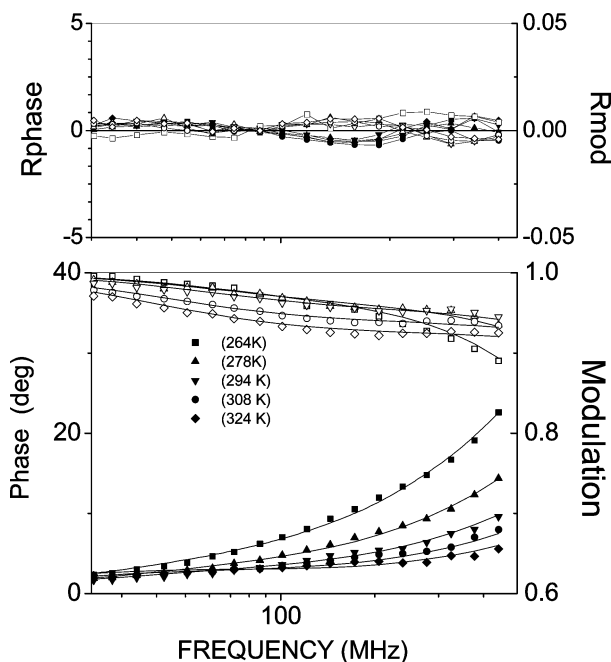 5
0
-5
Rphase
0.05
0.00
-0.05
Rmod
40
20
0
Phase (deg)
1.0
0.8
0.6
Modulation
(264K)
(278K)
(294 K)
(308 K)
(324 K)
100
FREQUENCY (MHz)